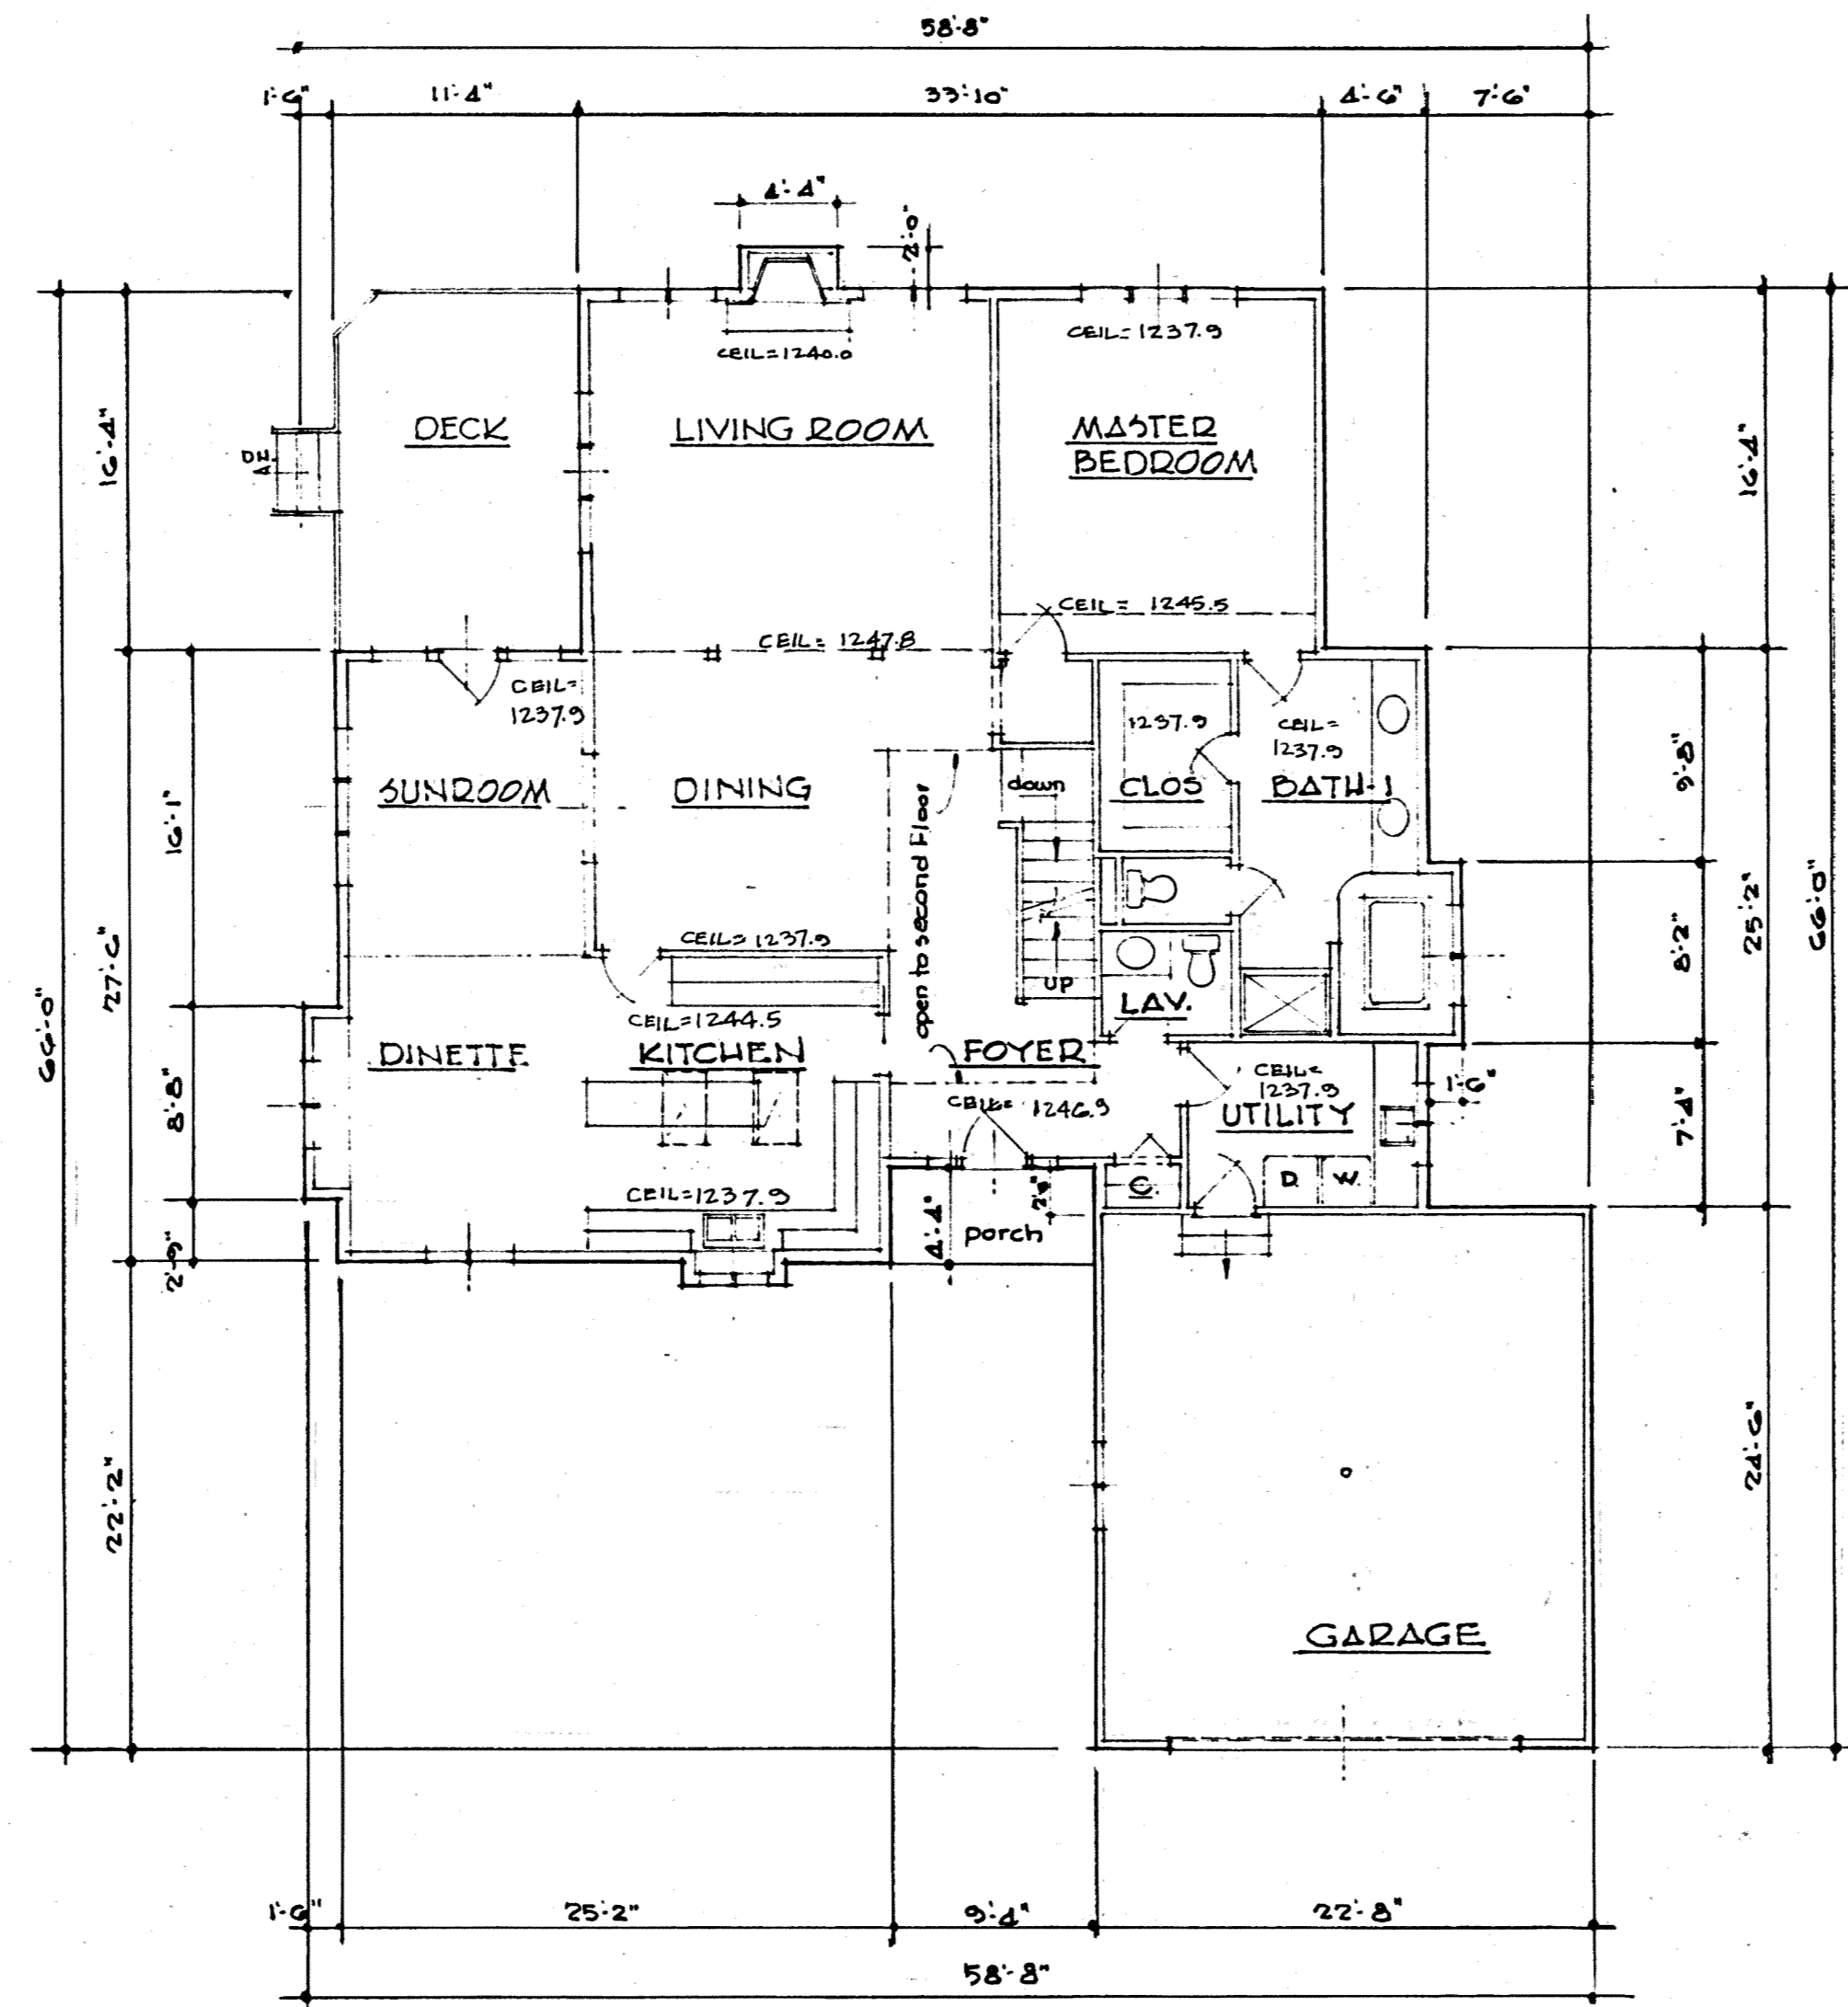 58'-8"
1'-6" 11'-4" 33'-10" 4'-6" 7'-6"
4'-4"
2'-0"
CEIL=1240.0
CEIL=1237.9
DECK
LIVING ROOM
MASTER
BEDROOM
16'-4"
16'-4"
CEIL= 1245.5
CEIL= 1247.8
CEIL=
1237.9
1237.9
CEIL=
1237.9
SUNROOM
DINING
down
CLOS
BATH-1
open to second Floor
16'-1"
9'-8"
27'-6"
66'-0"
8'-2"
25'-2"
66'-0"
CEIL= 1237.9
UP
LAV.
CEIL=1244.5
DINETTE
KITCHEN
FOYER
CEIL=
1237.9
1'-6"
CEIL= 1246.9
UTILITY
8'-8"
7'-4"
D. W.
C.
CEIL=1237.9
4'-4"
porch
2'-9"
22'-2"
24'-6"
GARAGE
1'-6" 25'-2" 9'-4" 22'-8"
58'-8"